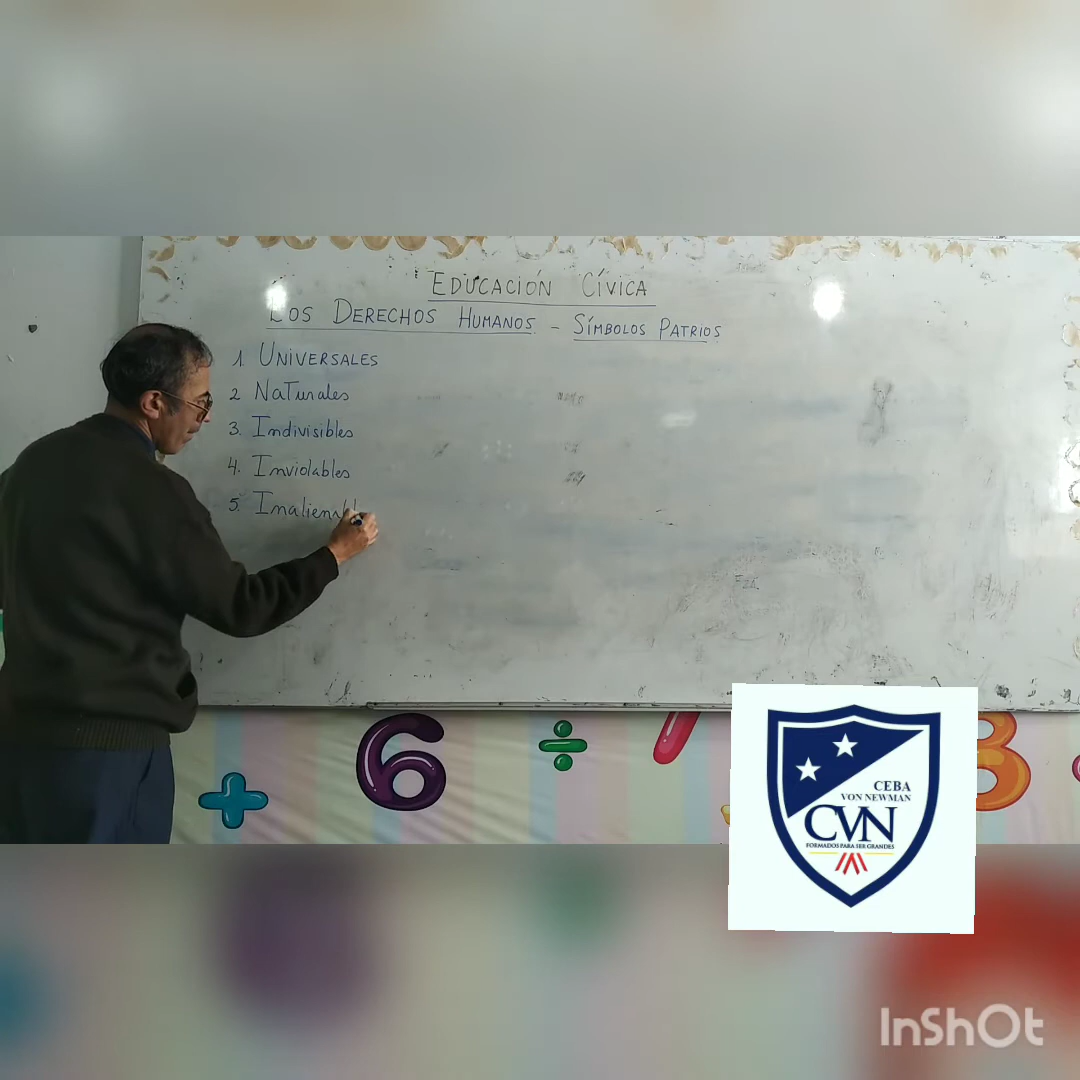 EDUCACIÓN CÍVICA
LOS DERECHOS HUMANOS - SÍMBOLOS PATRIOS
1. UNIVERSALES
2 Naturales
3. Indivisibles
4. Inviolables
5.
6
CEBA
VON NEWMAN
CVN
FORMADOS PARA SER GRANDES
InShOt